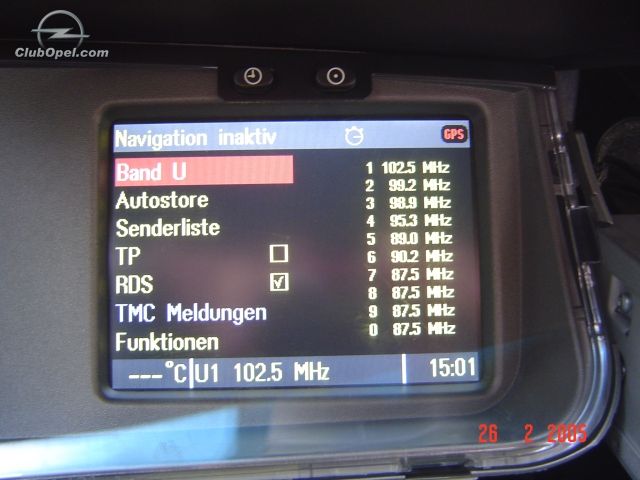 ClubOpel.com
Navigation inaktiv GPS
Band U
Autostore
Senderliste
TP
RDS
TMC Meldungen
Funktionen
1 102.5 MHz
2 99.2 MHz
3 98.9 MHz
4 95.3 MHz
5 89.0 MHz
6 90.2 MHz
7 87.5 MHz
8 87.5 MHz
9 87.5 MHz
0 87.5 MHz
---°C U1 102.5 MHz 15:01
26 2 2005